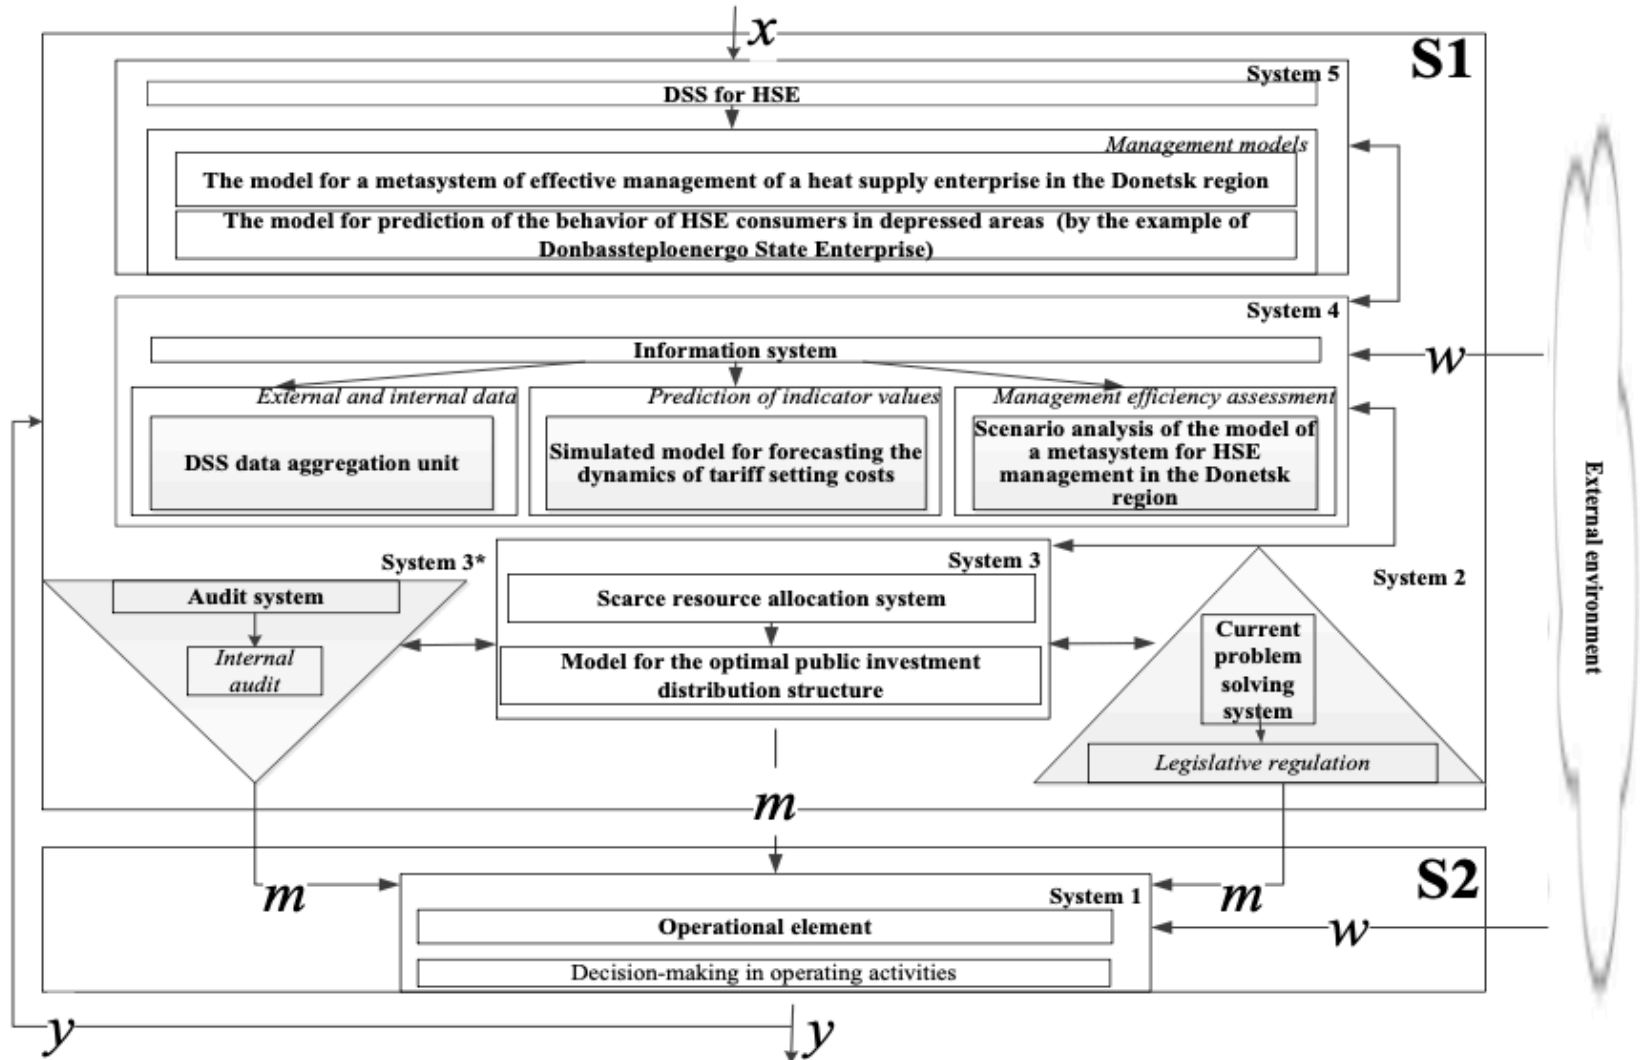 x
S1
System 5
DSS for HSE
Management models
The model for a metasystem of effective management of a heat supply enterprise in the Donetsk region
The model for prediction of the behavior of HSE consumers in depressed areas (by the example of
Donbassteploenergo State Enterprise)
System 4
Information system
w
External and internal data
Prediction of indicator values
Management efficiency assessment
DSS data aggregation unit
Simulated model for forecasting the
dynamics of tariff setting costs
Scenario analysis of the model of
a metasystem for HSE
management in the Donetsk
region
External environment
System 3*
Audit system
Internal
audit
System 3
Scarce resource allocation system
Model for the optimal public investment
distribution structure
System 2
Current
problem
solving
system
Legislative regulation
m
S2
m
m
System 1
Operational element
w
Decision-making in operating activities
y
y